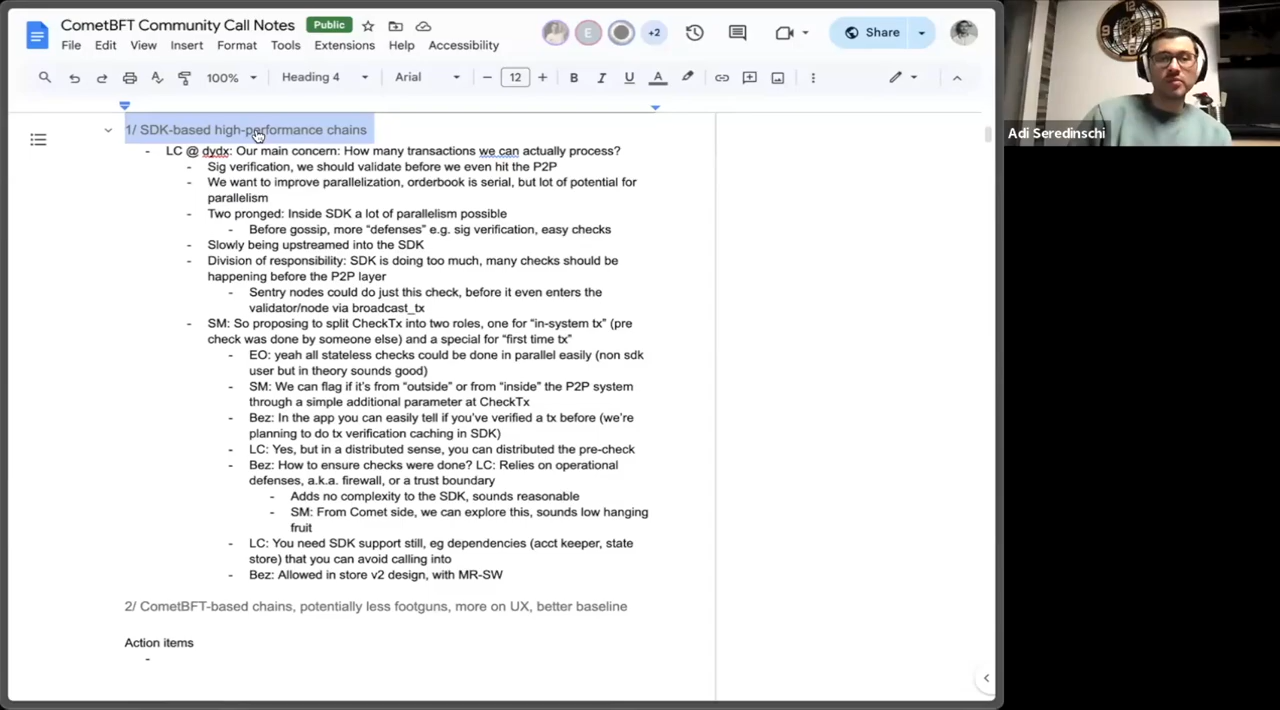 CometBFT Community Call Notes Public
File Edit View Insert Format Tools Extensions Help Accessibility
E +2 Share
100% Heading 4 Arial 12 B I U A
1/ SDK-based high-performance chains
- LC @ dydx: Our main concern: How many transactions we can actually process?
- Sig verification, we should validate before we even hit the P2P
- We want to improve parallelization, orderbook is serial, but lot of potential for
parallelism
- Two pronged: Inside SDK a lot of parallelism possible
- Before gossip, more “defenses” e.g. sig verification, easy checks
- Slowly being upstreamed into the SDK
- Division of responsibility: SDK is doing too much, many checks should be
happening before the P2P layer
- Sentry nodes could do just this check, before it even enters the
validator/node via broadcast_tx
- SM: So proposing to split CheckTx into two roles, one for “in-system tx” (pre
check was done by someone else) and a special for “first time tx”
- EO: yeah all stateless checks could be done in parallel easily (non sdk
user but in theory sounds good)
- SM: We can flag if it’s from “outside” or from “inside” the P2P system
through a simple additional parameter at CheckTx
- Bez: In the app you can easily tell if you’ve verified a tx before (we’re
planning to do tx verification caching in SDK)
- LC: Yes, but in a distributed sense, you can distributed the pre-check
- Bez: How to ensure checks were done? LC: Relies on operational
defenses, a.k.a. firewall, or a trust boundary
- Adds no complexity to the SDK, sounds reasonable
- SM: From Comet side, we can explore this, sounds low hanging
fruit
- LC: You need SDK support still, eg dependencies (acct keeper, state
store) that you can avoid calling into
- Bez: Allowed in store v2 design, with MR-SW
2/ CometBFT-based chains, potentially less footguns, more on UX, better baseline
Action items
-
Adi Seredinschi